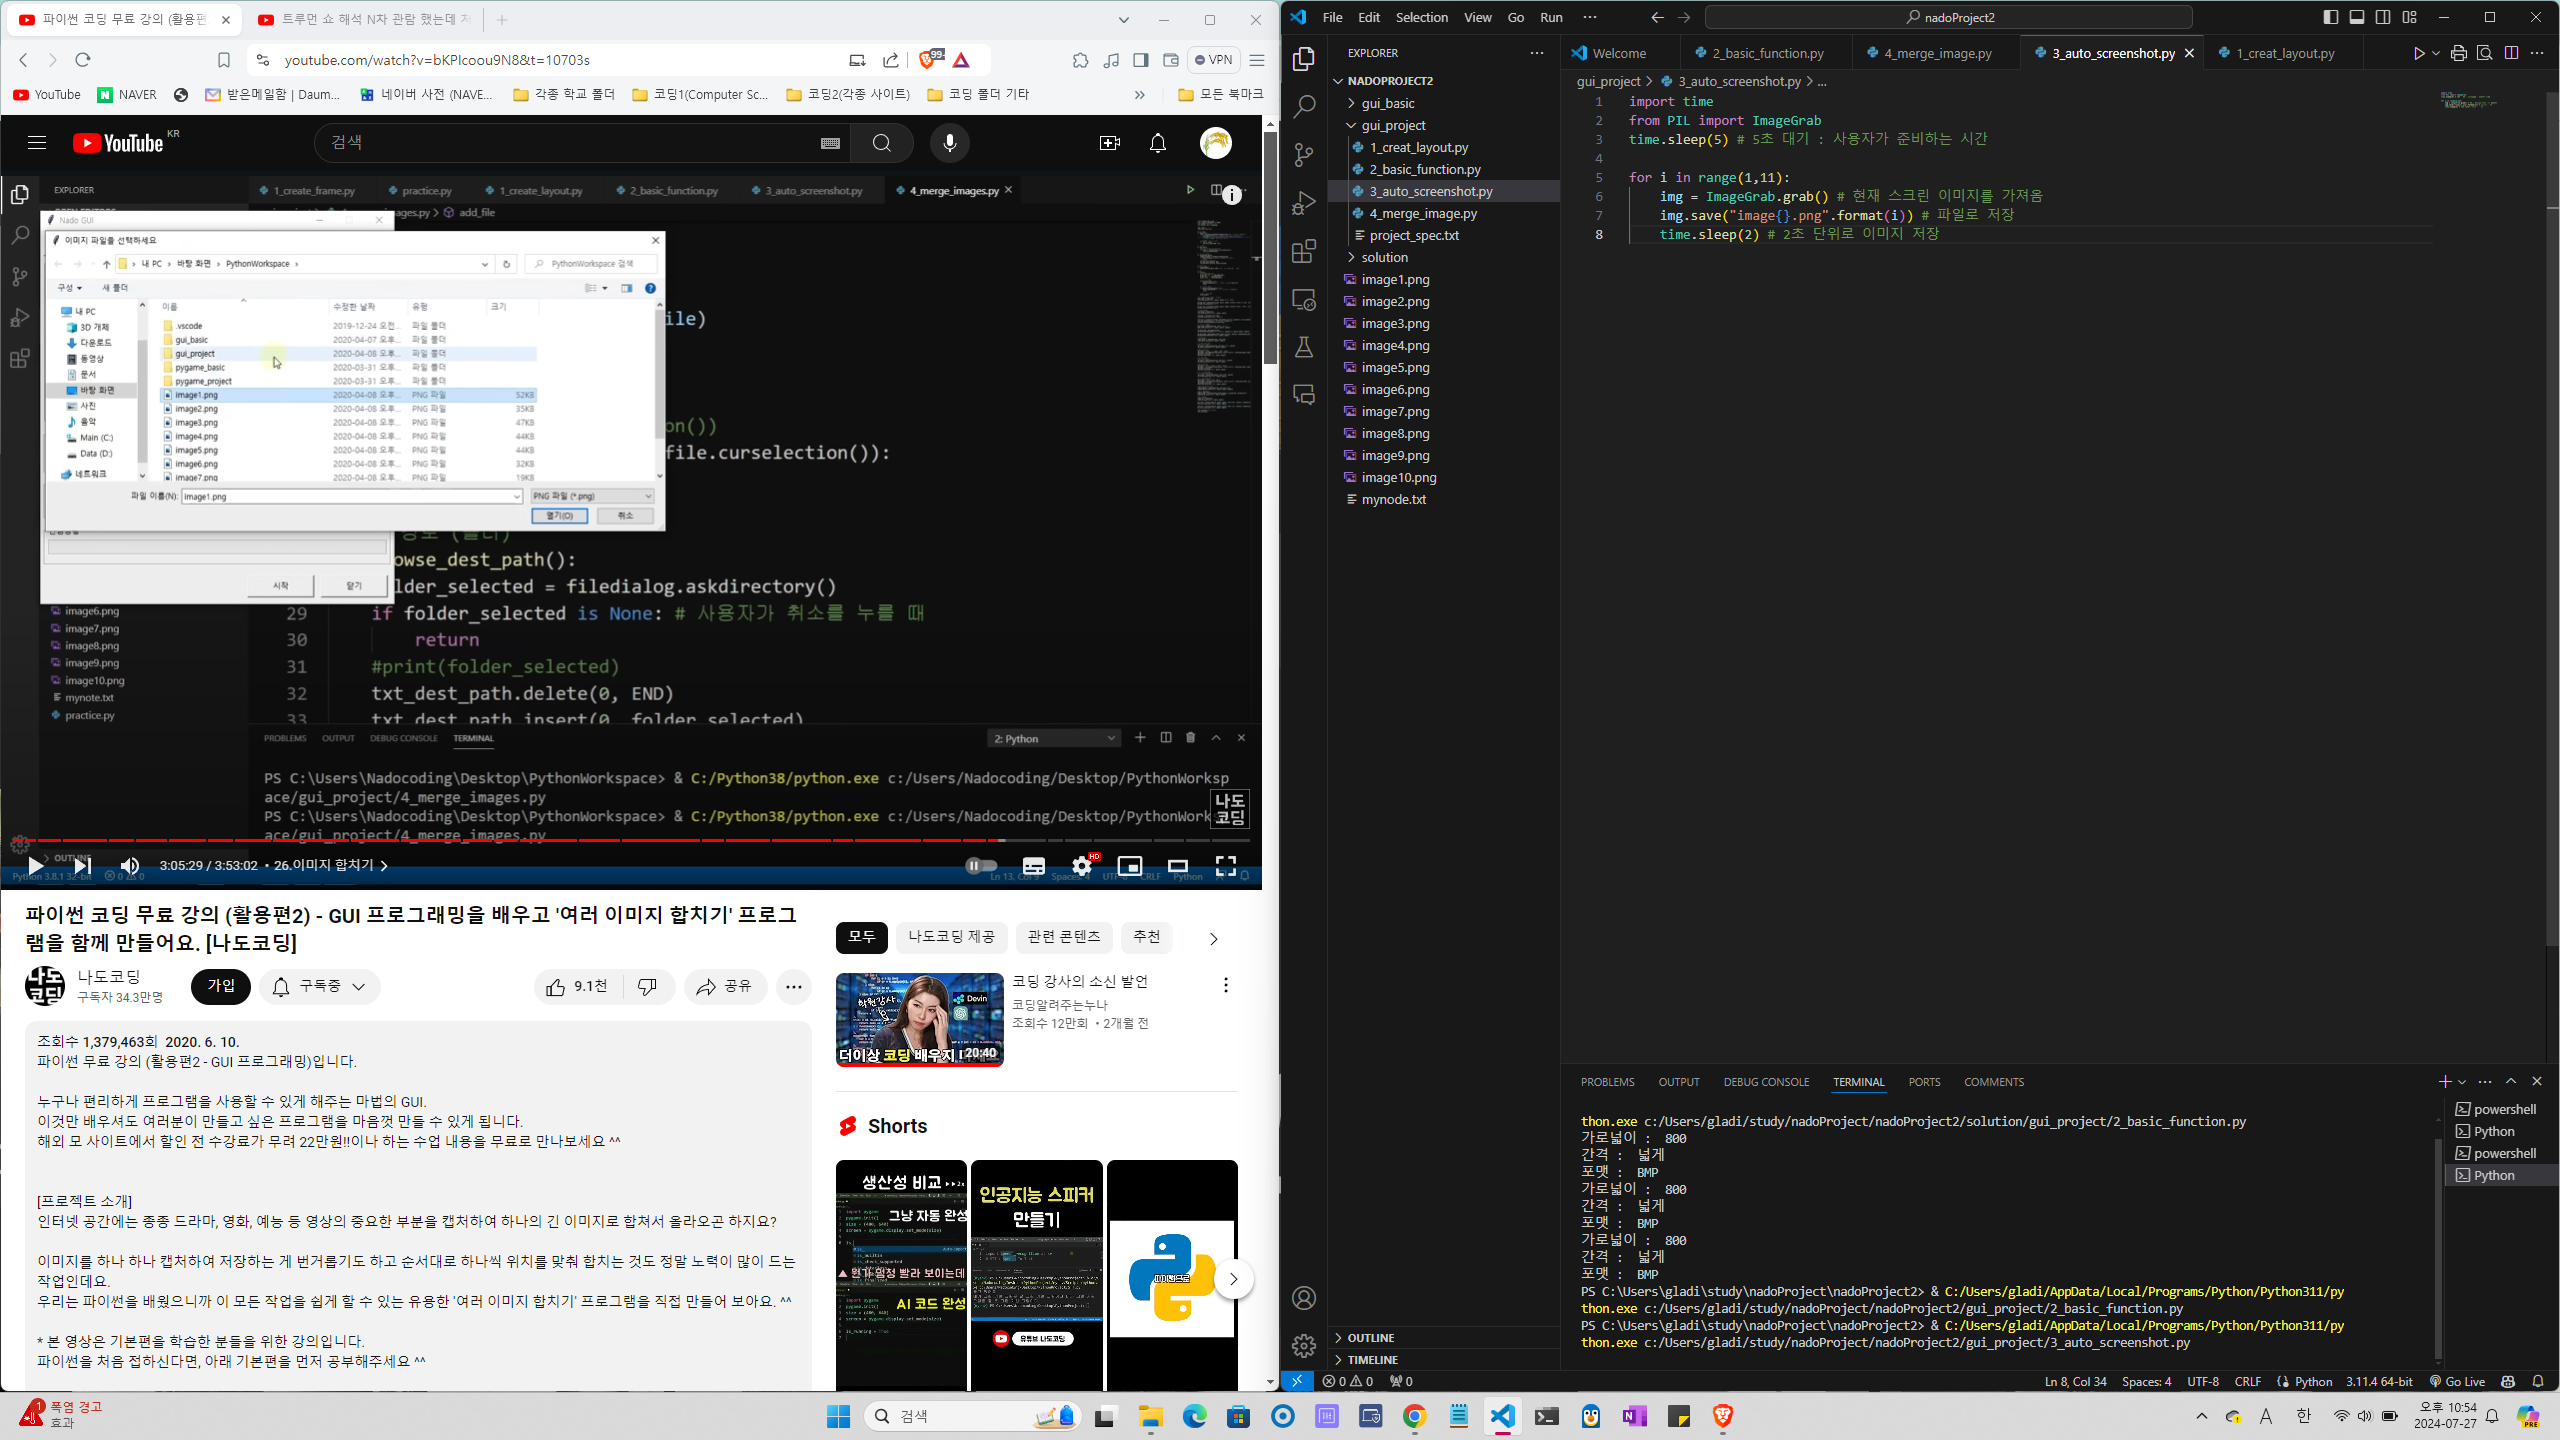 파이썬 코딩 무료 강의 (활용편
트루먼 쇼 해석 N차 관람 했는데
youtube.com/watch?v=bKPIcoou9N8&t=10703s
99+
VPN
YouTube
NAVER
받은메일함 | Daum...
네이버 사전 (NAVE...
각종 학교 폴더
코딩1(Computer Sc...
코딩2(각종 사이트)
코딩 폴더 기타
모든 북마크
YouTube KR
검색
EXPLORER
1_create_frame.py
practice.py
1_create_layout.py
2_basic_function.py
3_auto_screenshot.py
4_merge_images.py
ages.py > add_file
Nado GUI
이미지 파일을 선택하세요
내 PC > 바탕 화면 > PythonWorkspace >
PythonWorkspace 검색
구성
새 폴더
이름
수정한 날짜
유형
크기
내 PC
3D 개체
다운로드
동영상
문서
바탕 화면
사진
음악
Main (C:)
Data (D:)
네트워크
.vscode 2019-12-24 오전... 파일 폴더
gui_basic 2020-04-07 오후... 파일 폴더
gui_project 2020-04-08 오후... 파일 폴더
pygame_basic 2020-03-31 오후... 파일 폴더
pygame_project 2020-03-31 오후... 파일 폴더
image1.png 2020-04-08 오후... PNG 파일 52KB
image2.png 2020-04-08 오후... PNG 파일 35KB
image3.png 2020-04-08 오후... PNG 파일 47KB
image4.png 2020-04-08 오후... PNG 파일 44KB
image5.png 2020-04-08 오후... PNG 파일 44KB
image6.png 2020-04-08 오후... PNG 파일 32KB
image7.png 2020-04-08 오후... PNG 파일 19KB
파일 이름(N): image1.png
PNG 파일 (*.png)
열기(O)
취소
시작
닫기
ile)
on())
file.curselection()):
owse_dest_path():
lder_selected = filedialog.askdirectory()
29 if folder_selected is None: # 사용자가 취소를 누를 때
30 return
31 #print(folder_selected)
32 txt_dest_path.delete(0, END)
33 txt_dest_path.insert(0, folder_selected)
image6.png
image7.png
image8.png
image9.png
image10.png
mynote.txt
practice.py
OUTLINE
PROBLEMS
OUTPUT
DEBUG CONSOLE
TERMINAL
2: Python
PS C:\Users\Nadocoding\Desktop\PythonWorkspace> & C:/Python38/python.exe c:/Users/Nadocoding/Desktop/PythonWorksp
ace/gui_project/4_merge_images.py
PS C:\Users\Nadocoding\Desktop\PythonWorkspace> & C:/Python38/python.exe c:/Users/Nadocoding/Desktop/PythonWork
ace/gui_project/4_merge_images.py
나도
코딩
3:05:29 / 3:53:02 • 26.이미지 합치기 >
HD
Python 3.8.1 32-bit
Ln 13, Col 9
CRLF
Python
파이썬 코딩 무료 강의 (활용편2) - GUI 프로그래밍을 배우고 '여러 이미지 합치기' 프로그
램을 함께 만들어요. [나도코딩]
나도코딩
구독자 34.3만명
가입
구독중
9.1천
공유
조회수 1,379,463회 2020. 6. 10.
파이썬 무료 강의 (활용편2 - GUI 프로그래밍)입니다.
누구나 편리하게 프로그램을 사용할 수 있게 해주는 마법의 GUI.
이것만 배우셔도 여러분이 만들고 싶은 프로그램을 마음껏 만들 수 있게 됩니다.
해외 모 사이트에서 할인 전 수강료가 무려 22만원!!이나 하는 수업 내용을 무료로 만나보세요 ^^
[프로젝트 소개]
인터넷 공간에는 종종 드라마, 영화, 예능 등 영상의 중요한 부분을 캡처하여 하나의 긴 이미지로 합쳐서 올라오곤 하지요?
이미지를 하나 하나 캡처하여 저장하는 게 번거롭기도 하고 순서대로 하나씩 위치를 맞춰 합치는 것도 정말 노력이 많이 드는
작업인데요.
우리는 파이썬을 배웠으니까 이 모든 작업을 쉽게 할 수 있는 유용한 '여러 이미지 합치기' 프로그램을 직접 만들어 보아요. ^^
* 본 영상은 기본편을 학습한 분들을 위한 강의입니다.
파이썬을 처음 접하신다면, 아래 기본편을 먼저 공부해주세요 ^^
모두
나도코딩 제공
관련 콘텐츠
추천
학원강사
Devin
더이상 코딩 배우지
20:40
코딩 강사의 소신 발언
코딩알려주는누나
조회수 12만회 • 2개월 전
Shorts
생산성 비교 ▶▶2x
그냥 자동 완성
뭔가 엄청 빨라 보이는데
AI 코드 완성
인공지능 스피커
만들기
유튜브 나도코딩
File Edit Selection View Go Run
nadoProject2
EXPLORER
NADOPROJECT2
gui_basic
gui_project
1_creat_layout.py
2_basic_function.py
3_auto_screenshot.py
4_merge_image.py
project_spec.txt
solution
image1.png
image2.png
image3.png
image4.png
image5.png
image6.png
image7.png
image8.png
image9.png
image10.png
mynode.txt
OUTLINE
TIMELINE
Welcome
2_basic_function.py
4_merge_image.py
3_auto_screenshot.py
1_creat_layout.py
gui_project > 3_auto_screenshot.py > ...
1 import time
2 from PIL import ImageGrab
3 time.sleep(5) # 5초 대기 : 사용자가 준비하는 시간
4
5 for i in range(1,11):
6 img = ImageGrab.grab() # 현재 스크린 이미지를 가져옴
7 img.save("image{}.png".format(i)) # 파일로 저장
8 time.sleep(2) # 2초 단위로 이미지 저장
PROBLEMS
OUTPUT
DEBUG CONSOLE
TERMINAL
PORTS
COMMENTS
thon.exe c:/Users/gladi/study/nadoProject/nadoProject2/solution/gui_project/2_basic_function.py
가로넓이 : 800
간격 : 넓게
포맷 : BMP
가로넓이 : 800
간격 : 넓게
포맷 : BMP
가로넓이 : 800
간격 : 넓게
포맷 : BMP
PS C:\Users\gladi\study\nadoProject\nadoProject2> & C:/Users/gladi/AppData/Local/Programs/Python/Python311/py
thon.exe c:/Users/gladi/study/nadoProject/nadoProject2/gui_project/2_basic_function.py
PS C:\Users\gladi\study\nadoProject\nadoProject2> & C:/Users/gladi/AppData/Local/Programs/Python/Python311/py
thon.exe c:/Users/gladi/study/nadoProject/nadoProject2/gui_project/3_auto_screenshot.py
powershell
Python
powershell
Python
0 0 0
Ln 8, Col 34
Spaces: 4
UTF-8
CRLF
Python
3.11.4 64-bit
Go Live
1
폭염 경고
효과
검색
A
한
오후 10:54
2024-07-27
PRE